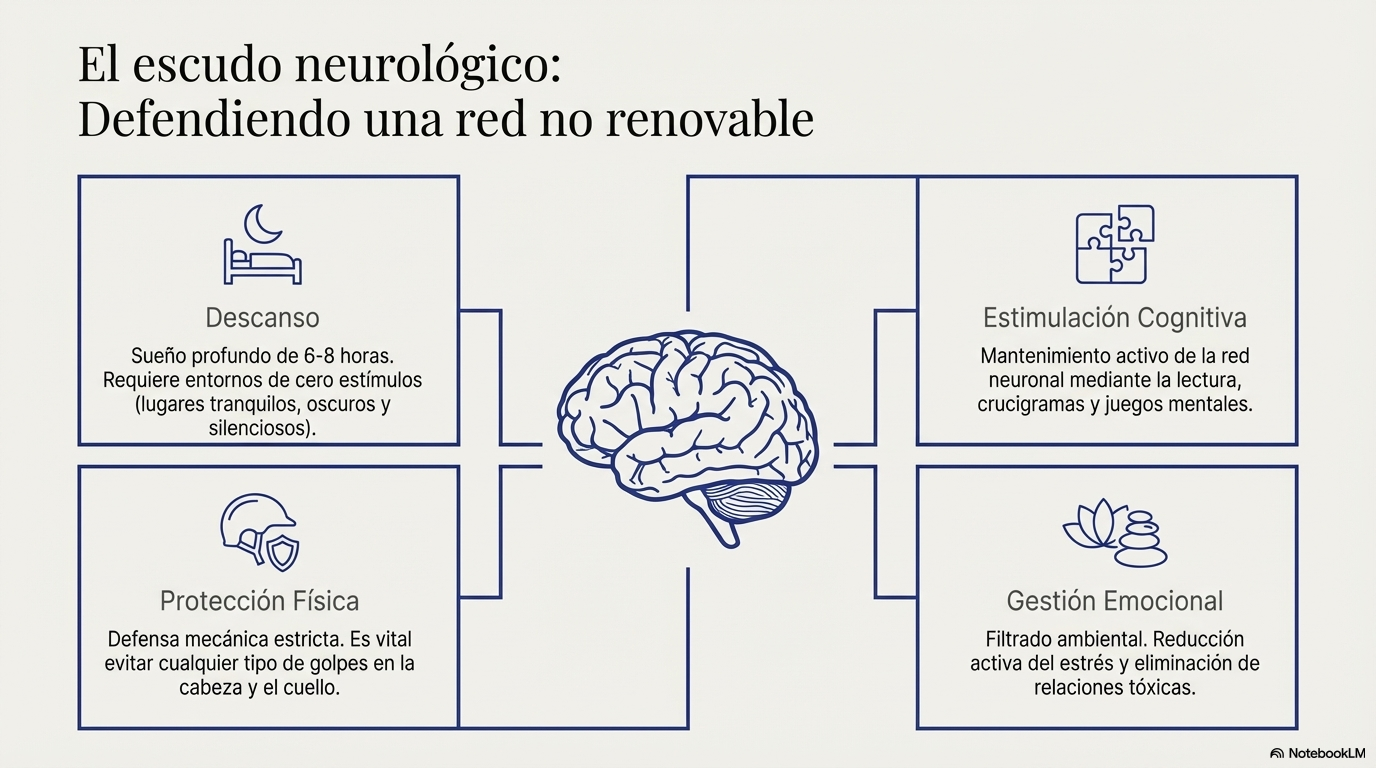 El escudo neurológico:
Defendiendo una red no renovable
Descanso
Sueño profundo de 6-8 horas.
Requiere entornos de cero estímulos
(lugares tranquilos, oscuros y
silenciosos).
Estimulación Cognitiva
Mantenimiento activo de la red
neuronal mediante la lectura,
crucigramas y juegos mentales.
Protección Física
Defensa mecánica estricta. Es vital
evitar cualquier tipo de golpes en la
cabeza y el cuello.
Gestión Emocional
Filtrado ambiental. Reducción
activa del estrés y eliminación de
relaciones tóxicas.
NotebookLM